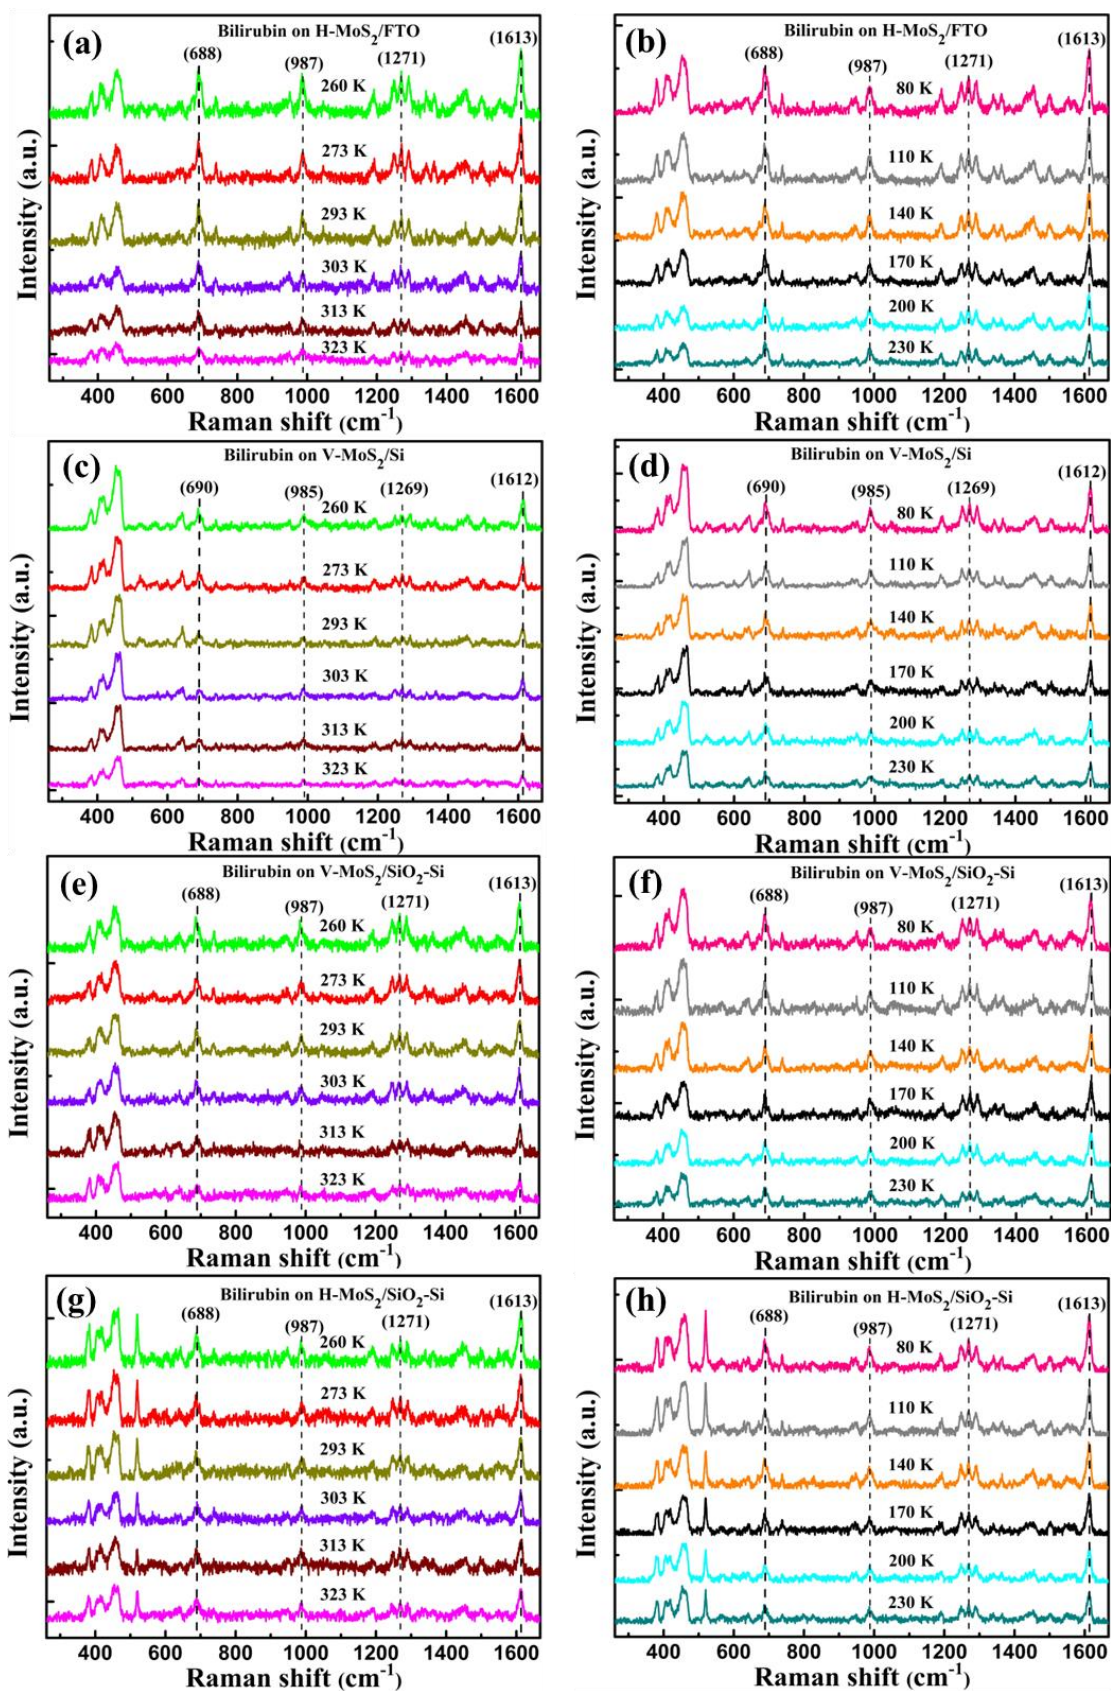 (a)
Bilirubin on H-MoS2/FTO
(688)
(987)
(1271)
(1613)
260 K
273 K
293 K
303 K
313 K
323 K
Intensity (a.u.)
400 600 800 1000 1200 1400 1600
Raman shift (cm-1)
(b)
Bilirubin on H-MoS2/FTO
(688)
(987)
(1271)
(1613)
80 K
110 K
140 K
170 K
200 K
230 K
Intensity (a.u.)
400 600 800 1000 1200 1400 1600
Raman shift (cm-1)
(c)
Bilirubin on V-MoS2/Si
(690)
(985)
(1269)
(1612)
260 K
273 K
293 K
303 K
313 K
323 K
Intensity (a.u.)
400 600 800 1000 1200 1400 1600
Raman shift (cm-1)
(d)
Bilirubin on V-MoS2/Si
(690)
(985)
(1269)
(1612)
80 K
110 K
140 K
170 K
200 K
230 K
Intensity (a.u.)
400 600 800 1000 1200 1400 1600
Raman shift (cm-1)
(e)
Bilirubin on V-MoS2/SiO2-Si
(688)
(987)
(1271)
(1613)
260 K
273 K
293 K
303 K
313 K
323 K
Intensity (a.u.)
400 600 800 1000 1200 1400 1600
Raman shift (cm-1)
(f)
Bilirubin on V-MoS2/SiO2-Si
(688)
(987)
(1271)
(1613)
80 K
110 K
140 K
170 K
200 K
230 K
Intensity (a.u.)
400 600 800 1000 1200 1400 1600
Raman shift (cm-1)
(g)
Bilirubin on H-MoS2/SiO2-Si
(688)
(987)
(1271)
(1613)
260 K
273 K
293 K
303 K
313 K
323 K
Intensity (a.u.)
400 600 800 1000 1200 1400 1600
Raman shift (cm-1)
(h)
Bilirubin on H-MoS2/SiO2-Si
(688)
(987)
(1271)
(1613)
80 K
110 K
140 K
170 K
200 K
230 K
Intensity (a.u.)
400 600 800 1000 1200 1400 1600
Raman shift (cm-1)